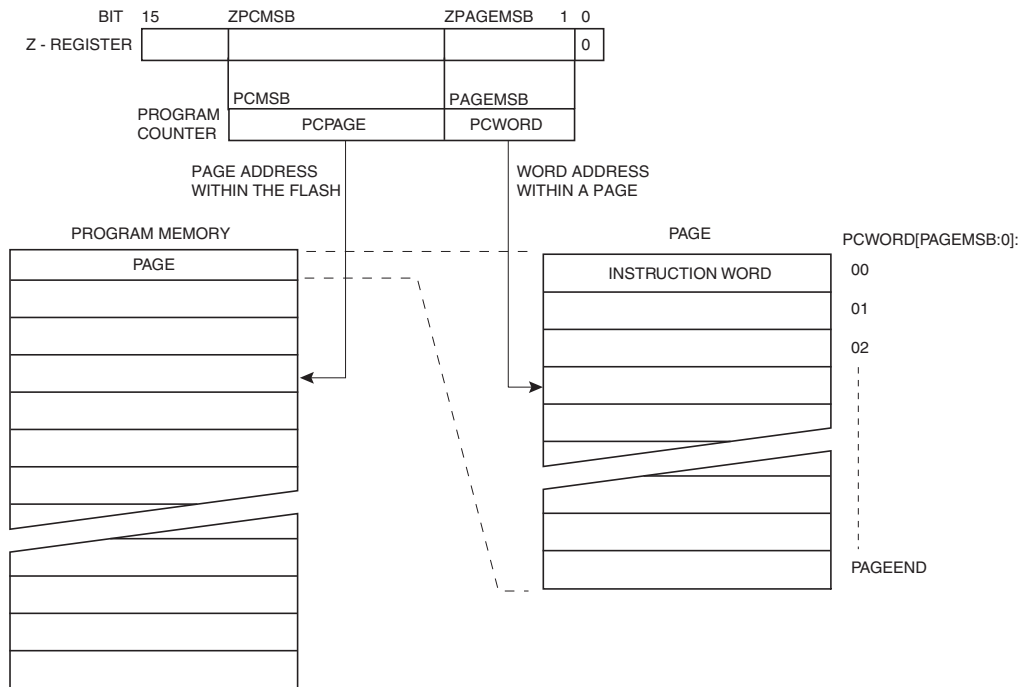 BIT 15 ZPCMSB ZPAGEMSB 1 0
Z - REGISTER 0
PCMSB PAGEMSB
PROGRAM
COUNTER
PCPAGE PCWORD
PAGE ADDRESS
WITHIN THE FLASH
WORD ADDRESS
WITHIN A PAGE
PROGRAM MEMORY
PAGE
PAGE
PCWORD[PAGEMSB:0]:
INSTRUCTION WORD
00
01
02
PAGEEND